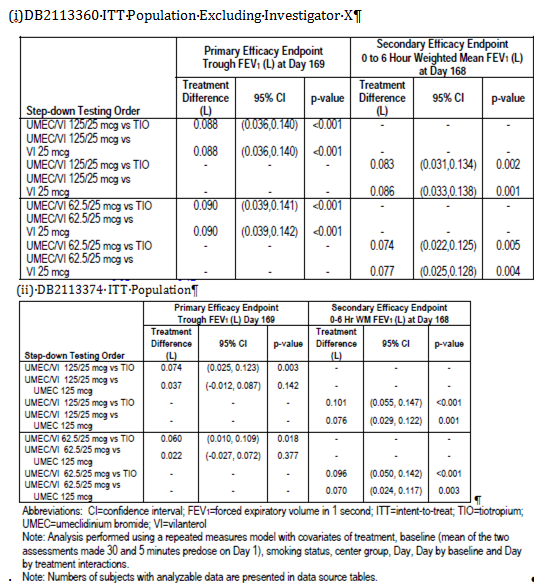 (i)·DB2113360·ITT·Population·Excluding·Investigator·X¶
Primary Efficacy Endpoint Secondary Efficacy Endpoint
Trough FEV1 (L) at Day 169 0 to 6 Hour Weighted Mean FEV1 (L)
at Day 168
Treatment Treatment
Step-down Testing Order Difference 95% CI p-value Difference 95% CI p-value
(L) (L)
UMEC/VI 125/25 mcg vs TIO 0.088 (0.036,0.140) <0.001 - - -
UMEC/VI 125/25 mcg vs
VI 25 mcg 0.088 (0.036,0.140) <0.001 - - -
UMEC/VI 125/25 mcg vs TIO - - - 0.083 (0.031,0.134) 0.002
UMEC/VI 125/25 mcg vs
VI 25 mcg - - - 0.086 (0.033,0.138) 0.001
UMEC/VI 62.5/25 mcg vs TIO 0.090 (0.039,0.141) <0.001 - - -
UMEC/VI 62.5/25 mcg vs
VI 25 mcg 0.090 (0.039,0.142) <0.001 - - -
UMEC/VI 62.5/25 mcg vs TIO - - - 0.074 (0.022,0.125) 0.005
UMEC/VI 62.5/25 mcg vs
VI 25 mcg - - - 0.077 (0.025,0.128) 0.004
(ii)·DB2113374·ITT·Population¶
Primary Efficacy Endpoint Secondary Efficacy Endpoint
Trough FEV1 (L) Day 169 0-6 Hr WM FEV1 (L) at Day 168
Treatment Treatment
Difference 95% CI p-value Difference 95% CI p-value
Step-down Testing Order (L) (L)
UMEC/VI 125/25 mcg vs TIO 0.074 (0.025, 0.123) 0.003 - - -
UMEC/VI 125/25 mcg vs
UMEC 125 mcg 0.037 (-0.012, 0.087) 0.142 - - -
UMEC/VI 125/25 mcg vs TIO - - - 0.101 (0.055, 0.147) <0.001
UMEC/VI 125/25 mcg vs
UMEC 125 mcg - - - 0.076 (0.029, 0.122) 0.001
UMEC/VI 62.5/25 mcg vs TIO 0.060 (0.010, 0.109) 0.018 - - -
UMEC/VI 62.5/25 mcg vs
UMEC 125 mcg 0.022 (-0.027, 0.072) 0.377 - - -
UMEC/VI 62.5/25 mcg vs TIO - - - 0.096 (0.050, 0.142) <0.001
UMEC/VI 62.5/25 mcg vs
UMEC 125 mcg - - - 0.070 (0.024, 0.117) 0.003 ¶
Abbreviations: CI=confidence interval; FEV1=forced expiratory volume in 1 second; ITT=intent-to-treat; TIO=tiotropium;
UMEC=umeclidinium bromide; VI=vilanterol
Note: Analysis performed using a repeated measures model with covariates of treatment, baseline (mean of the two
assessments made 30 and 5 minutes predose on Day 1), smoking status, center group, Day, Day by baseline and Day
by treatment interactions.
Note: Numbers of subjects with analyzable data are presented in data source tables.